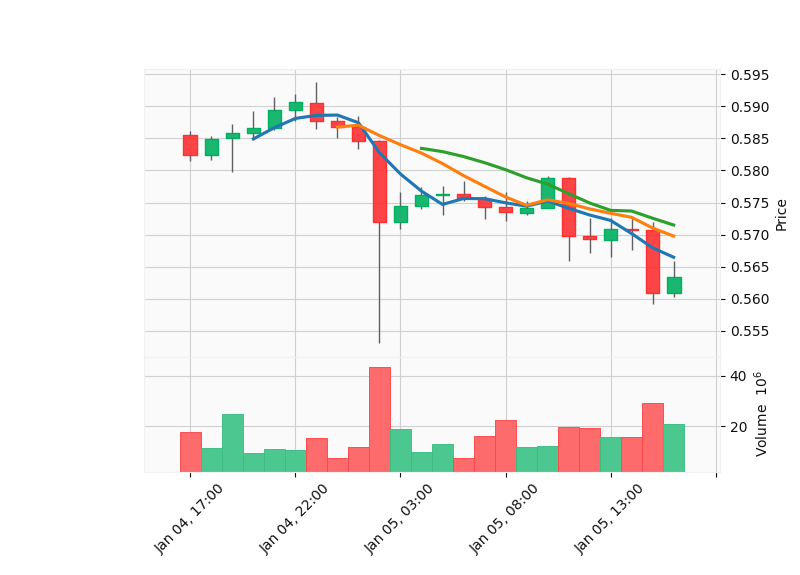 0.595
0.590
0.585
0.580
0.575
0.570
0.565
0.560
0.555
Price
40
20
Volume 10^6
Jan 04, 17:00
Jan 04, 22:00
Jan 05, 03:00
Jan 05, 08:00
Jan 05, 13:00